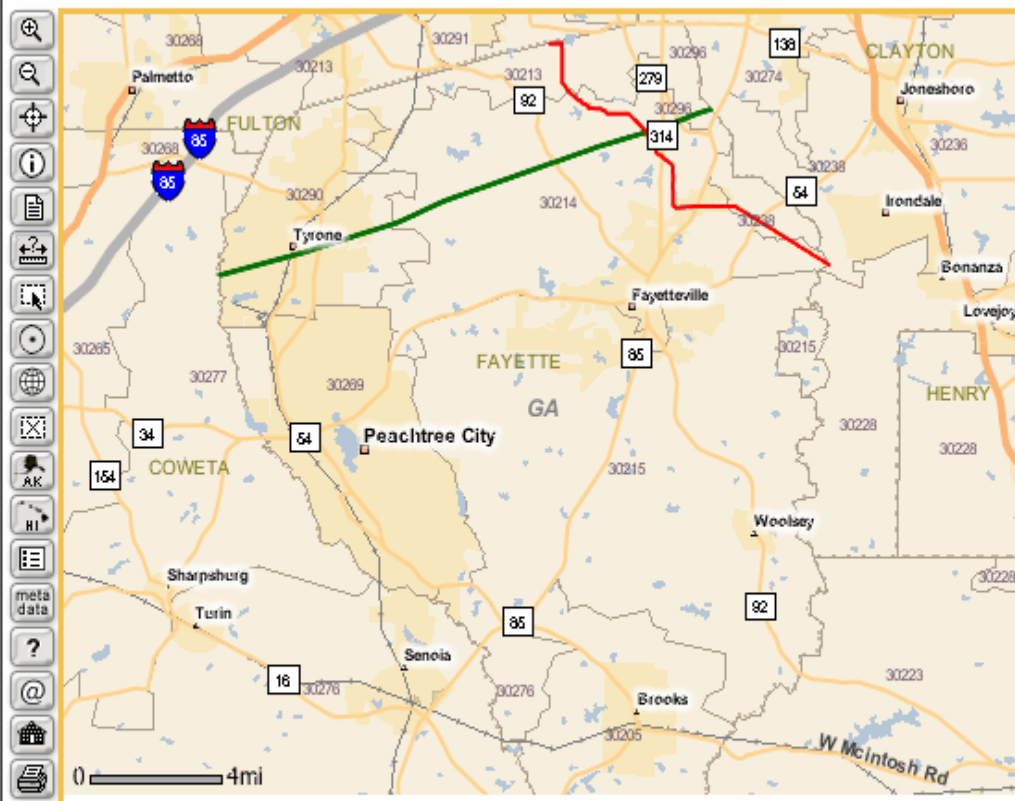 30268
30291
30296
138
CLAYTON
30213
30213
279
30274
Palmetto
92
Jonesboro
30296
FULTON
85
314
30236
30268
30238
85
54
30290
30214
Irondale
30238
Tyrone
Bonanza
Fayetteville
Lovejoy
30265
85
30215
FAYETTE
30277
30269
HENRY
GA
34
54
Peachtree City
30228
30228
COWETA
154
30215
Woolsey
Sharpsburg
30228
92
Turin
85
Senoia
16
30276
30276
30223
Brooks
30205
W McIntosh Rd
0
4mi
i
?
AK
HI
meta
data
?
@